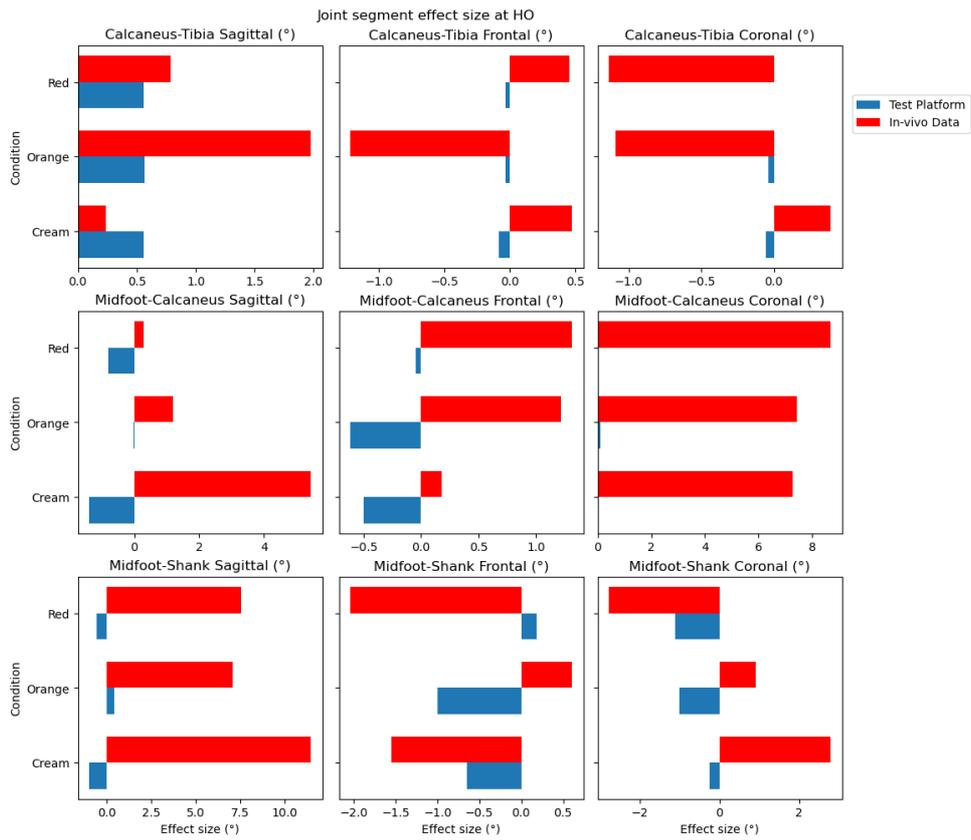 Joint segment effect size at HO
Calcaneus-Tibia Sagittal (°)
Calcaneus-Tibia Frontal (°)
Calcaneus-Tibia Coronal (°)
Condition
Red
Orange
Cream
0.0 0.5 1.0 1.5 2.0
−1.0 −0.5 0.0 0.5
−1.0 −0.5 0.0
Test Platform
In-vivo Data
Midfoot-Calcaneus Sagittal (°)
Midfoot-Calcaneus Frontal (°)
Midfoot-Calcaneus Coronal (°)
Condition
Red
Orange
Cream
0 2 4
−0.5 0.0 0.5 1.0
0 2 4 6 8
Midfoot-Shank Sagittal (°)
Midfoot-Shank Frontal (°)
Midfoot-Shank Coronal (°)
Condition
Red
Orange
Cream
0.0 2.5 5.0 7.5 10.0
−2.0 −1.5 −1.0 −0.5 0.0 0.5
−2 0 2
Effect size (°)
Effect size (°)
Effect size (°)